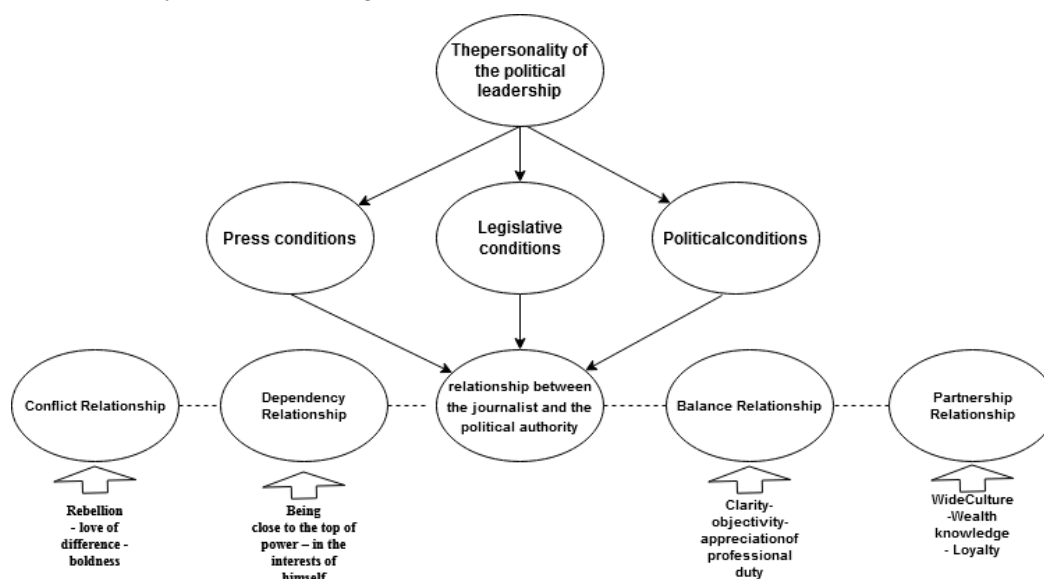 Thepersonality of
the political
leadership
Press conditions
Legislative
conditions
Politicalconditions
Conflict Relationship
Dependency
Relationship
relationship between
the journalist and the
political authority
Balance Relationship
Partnership
Relationship
Rebellion
- love of
difference -
boldness
Being
close to the top of
power – in the
interests of
himself
Clarity-
objectivity-
appreciationof
professional
duty
WideCulture
-Wealth
knowledge
- Loyalty